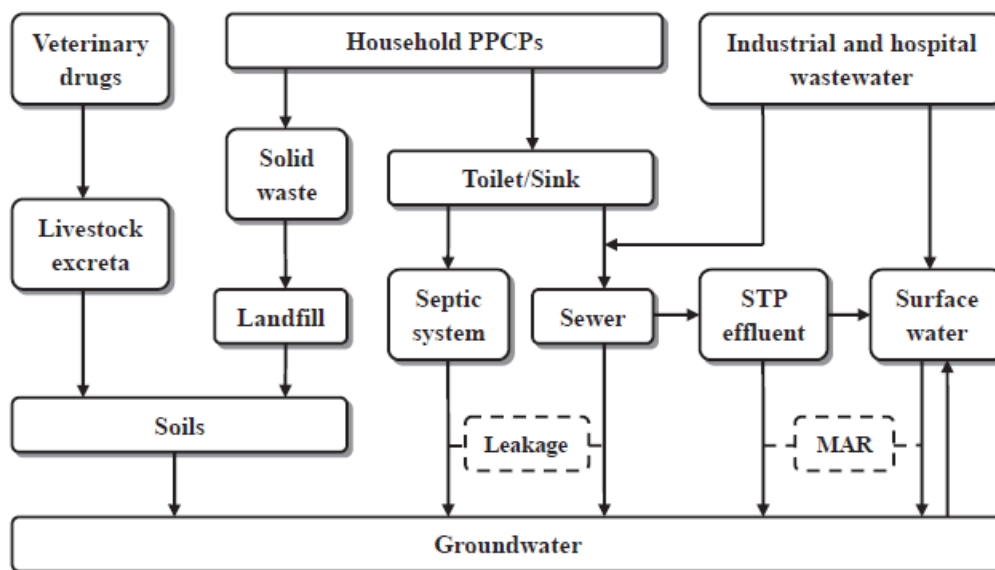 Veterinary
drugs
Household PPCPs
Industrial and hospital
wastewater
Solid
waste
Toilet/Sink
Livestock
excreta
Landfill
Septic
system
Sewer
STP
effluent
Surface
water
Soils
Leakage
MAR
Groundwater